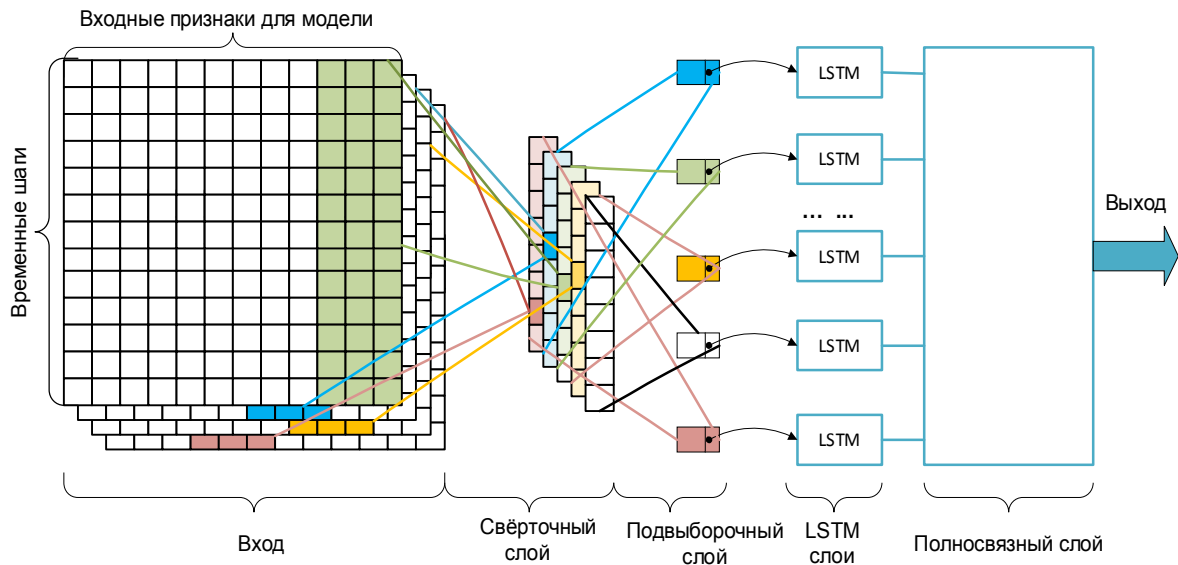 Входные признаки для модели
Временные шаги
LSTM
LSTM
... ...
LSTM
LSTM
LSTM
Выход
Вход
Свёрточный
слой
Подвыборочный
слой
LSTM
слои
Полносвязный слой